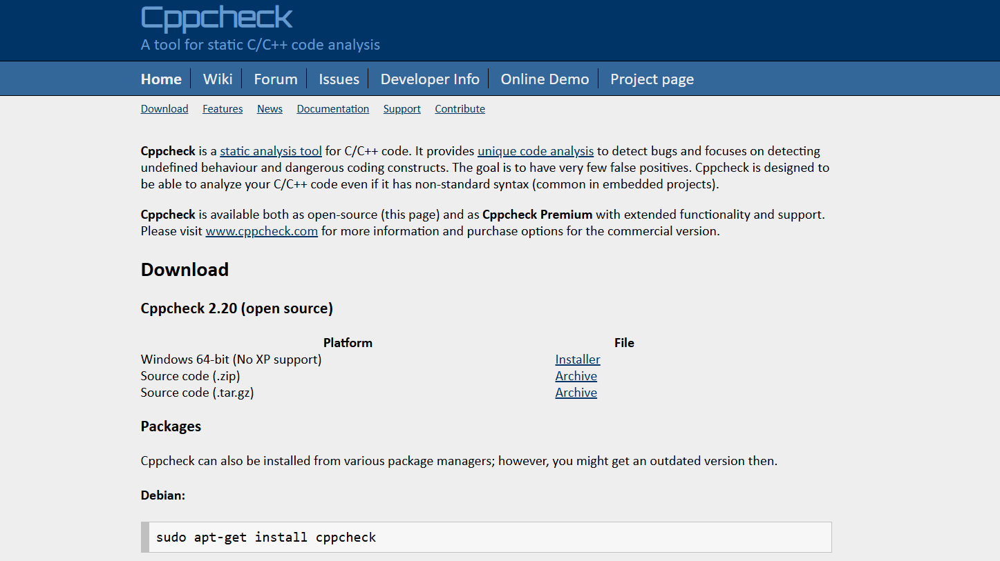 Cppcheck
A tool for static C/C++ code analysis
Home Wiki Forum Issues Developer Info Online Demo Project page
Download Features News Documentation Support Contribute
Cppcheck is a static analysis tool for C/C++ code. It provides unique code analysis to detect bugs and focuses on detecting
undefined behaviour and dangerous coding constructs. The goal is to have very few false positives. Cppcheck is designed to
be able to analyze your C/C++ code even if it has non-standard syntax (common in embedded projects).
Cppcheck is available both as open-source (this page) and as Cppcheck Premium with extended functionality and support.
Please visit www.cppcheck.com for more information and purchase options for the commercial version.
Download
Cppcheck 2.20 (open source)
Platform File
Windows 64-bit (No XP support) Installer
Source code (.zip) Archive
Source code (.tar.gz) Archive
Packages
Cppcheck can also be installed from various package managers; however, you might get an outdated version then.
Debian:
sudo apt-get install cppcheck